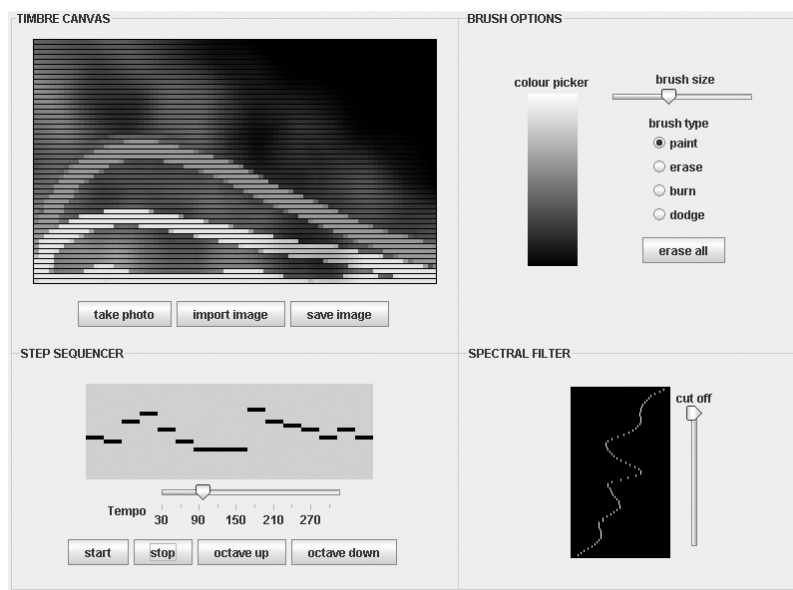 TIMBRE CANVAS
take photo import image save image
BRUSH OPTIONS
colour picker
brush size
brush type
paint
erase
burn
dodge
erase all
STEP SEQUENCER
Tempo
30 90 150 210 270
start stop octave up octave down
SPECTRAL FILTER
cut off